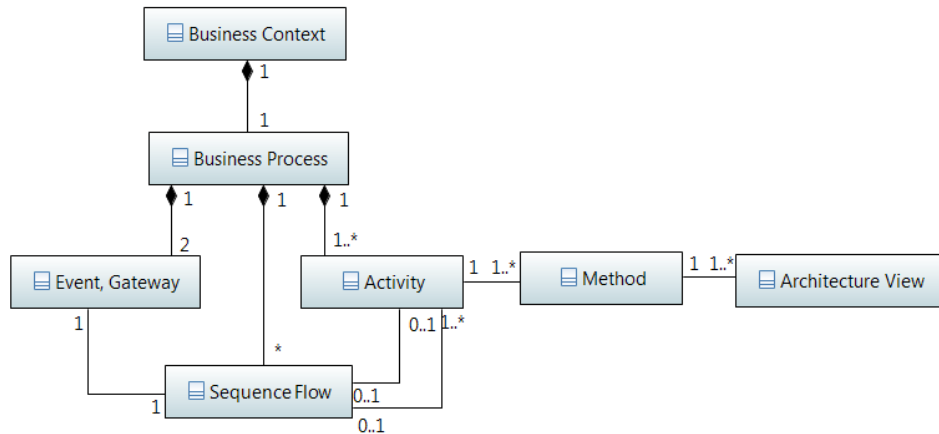 Business Context
1
1
Business Process
1 1 1
2 1..*
Event, Gateway Activity 1 1..* Method 1 1..* Architecture View
1 0..1 1..*
*
Sequence Flow 0..1
1 0..1